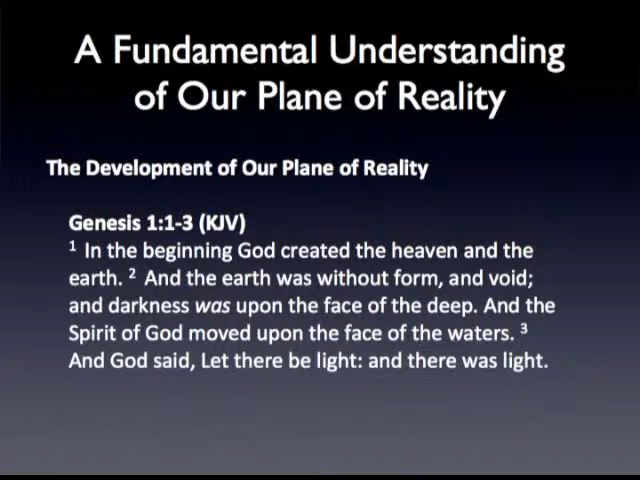 A Fundamental Understanding
of Our Plane of Reality
The Development of Our Plane of Reality
Genesis 1:1-3 (KJV)
1 In the beginning God created the heaven and the
earth. 2 And the earth was without form, and void;
and darkness was upon the face of the deep. And the
Spirit of God moved upon the face of the waters. 3
And God said, Let there be light: and there was light.